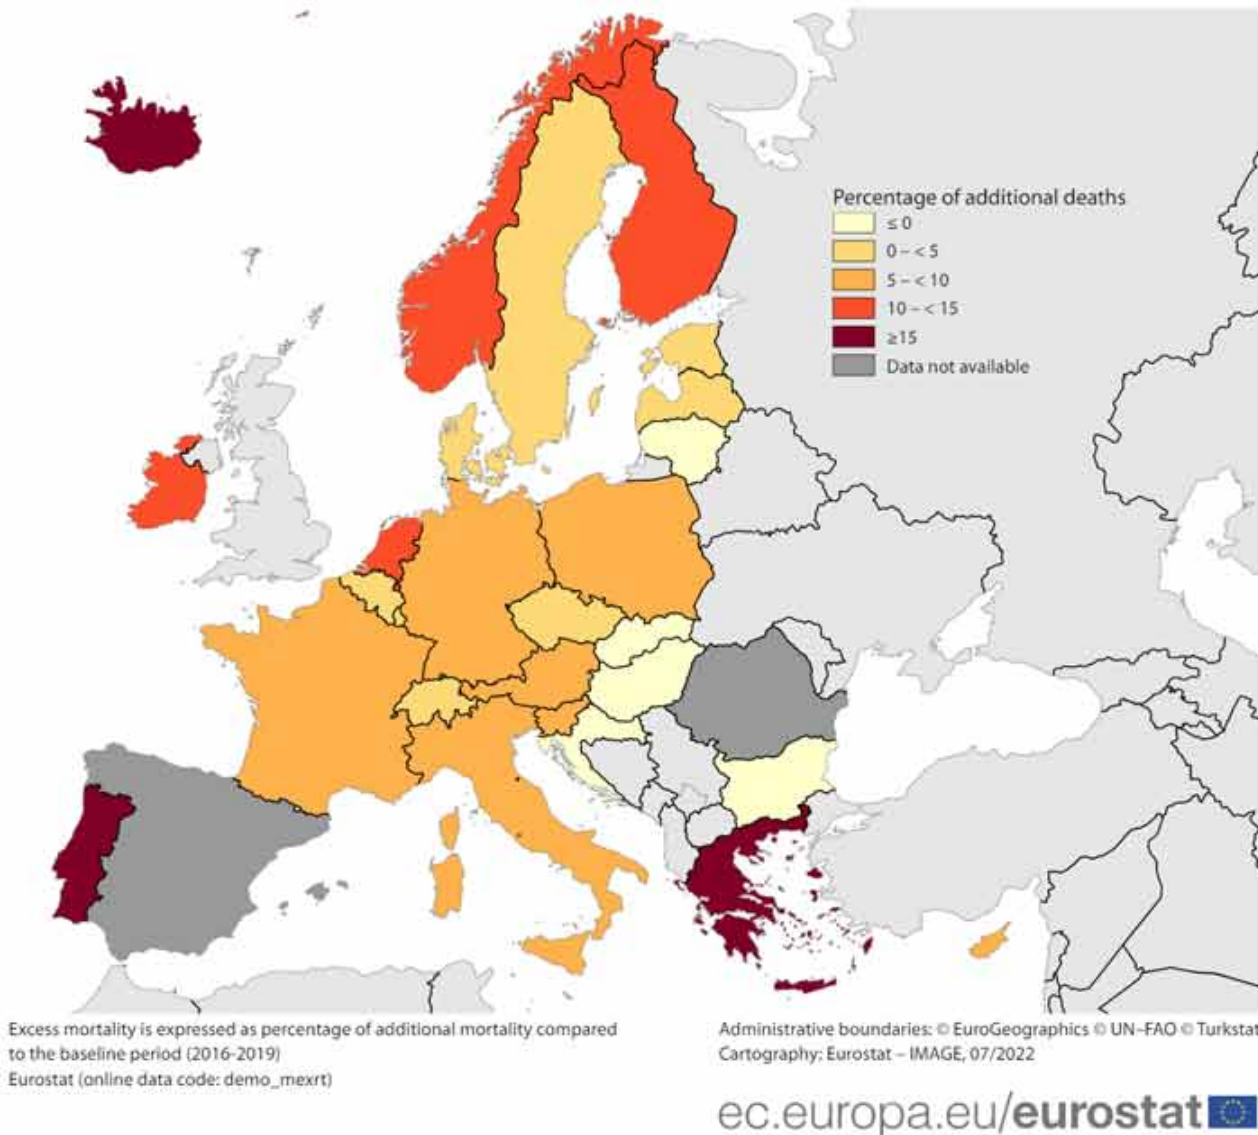 Percentage of additional deaths
≤ 0
0 – < 5
5 – < 10
10 – < 15
≥15
Data not available
Excess mortality is expressed as percentage of additional mortality compared
to the baseline period (2016-2019)
Eurostat (online data code: demo_mexrt)
Administrative boundaries: © EuroGeographics © UN–FAO © Turkstat
Cartography: Eurostat – IMAGE, 07/2022
ec.europa.eu/eurostat